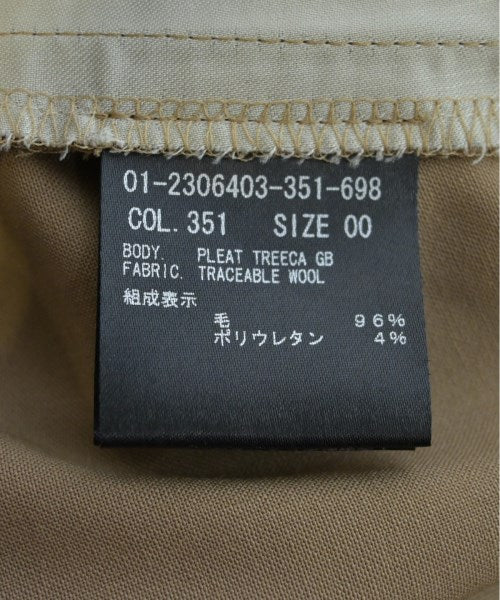 01-2306403-351-698
COL. 351 SIZE 00
BODY. PLEAT TREECA GB
FABRIC. TRACEABLE WOOL
組成表示
毛 96%
ポリウレタン 4%